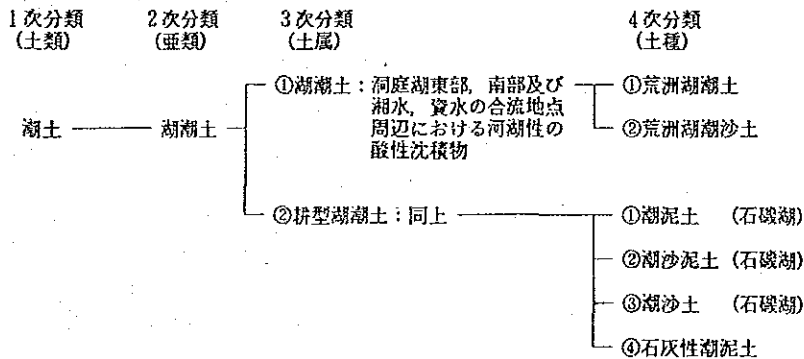 1次分類 2次分類 3次分類 4次分類
(土類) (亜類) (土属) (土種)
①湖潮土：洞庭湖東部，南部及び ①荒洲湖潮土
湘水，資水の合流地点
潮土 湖潮土 周辺における河湖性の ②荒洲湖潮沙土
酸性沈積物
②耕型湖潮土：同上 ①潮泥土 (石磯湖)
②潮沙泥土 (石磯湖)
③潮沙土 (石磯湖)
④石灰性潮泥土